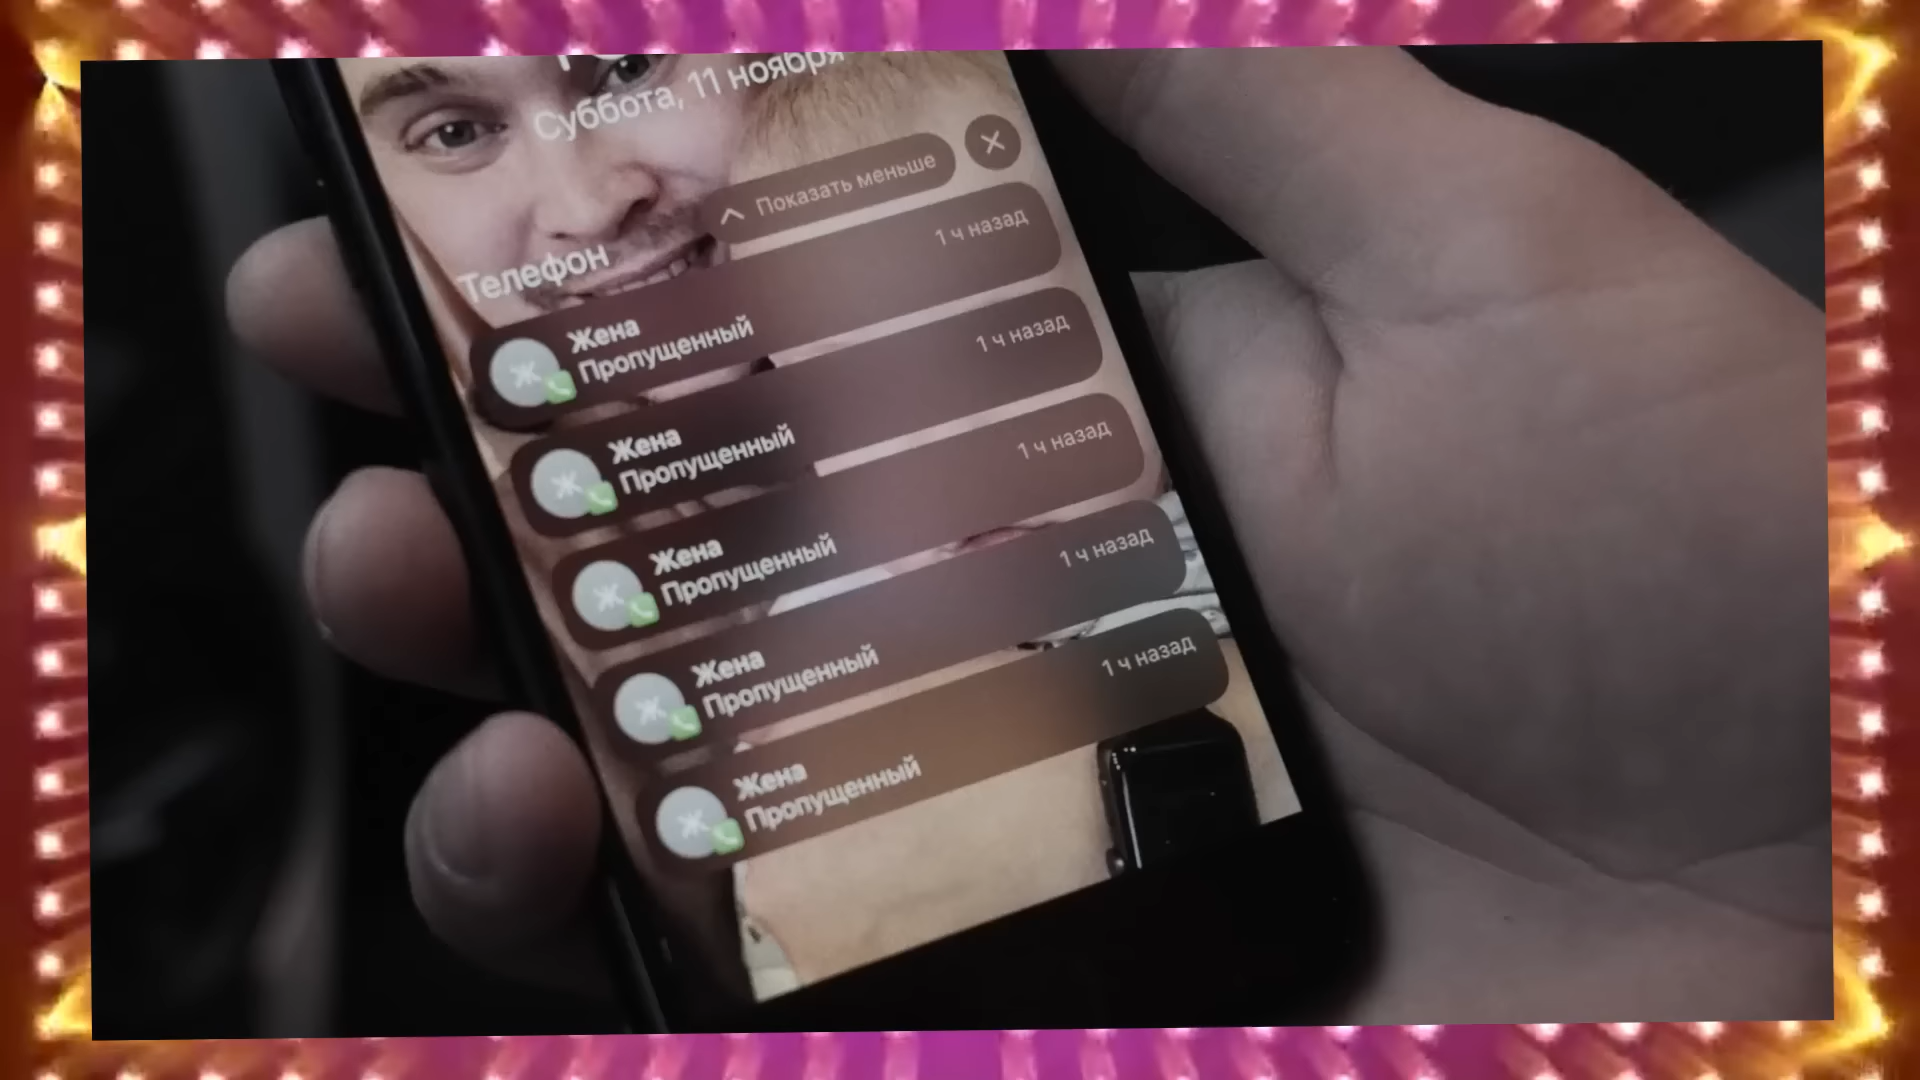 Суббота, 11 ноября
Показать меньше
Телефон
1 ч назад
Жена
Пропущенный
Ж
1 ч назад
Жена
Пропущенный
Ж
1 ч назад
Жена
Пропущенный
Ж
1 ч назад
Жена
Пропущенный
Ж
1 ч назад
Жена
Пропущенный
Ж